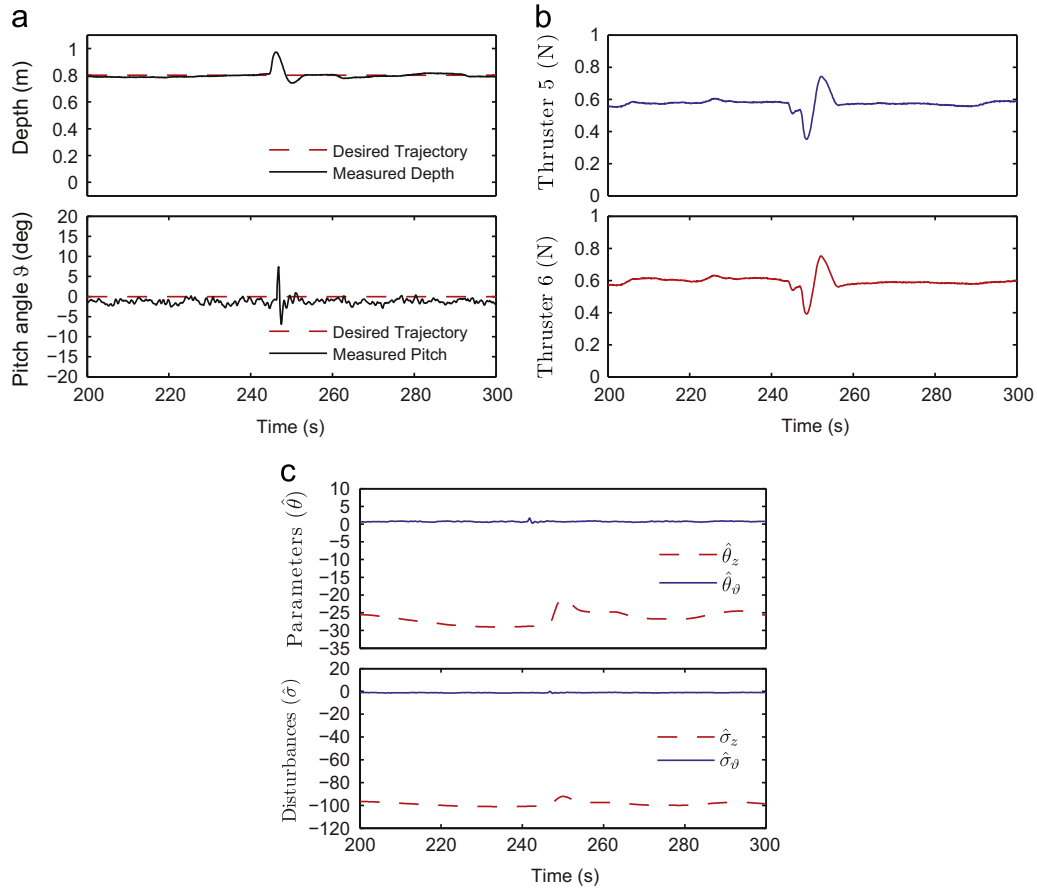 a
Depth (m)
1
0.8
0.6
0.4
0.2
0
Desired Trajectory
Measured Depth
Pitch angle ϑ (deg)
20
15
10
5
0
−5
−10
−15
−20
Desired Trajectory
Measured Pitch
200 220 240 260 280 300
Time (s)
b
Thruster 5 (N)
1
0.8
0.6
0.4
0.2
0
Thruster 6 (N)
1
0.8
0.6
0.4
0.2
0
200 220 240 260 280 300
Time (s)
c
Parameters (θ̂)
10
5
0
−5
−10
−15
−20
−25
−30
−35
θ̂z
θ̂ϑ
Disturbances (σ̂)
20
0
−20
−40
−60
−80
−100
−120
σ̂z
σ̂ϑ
200 220 240 260 280 300
Time (s)